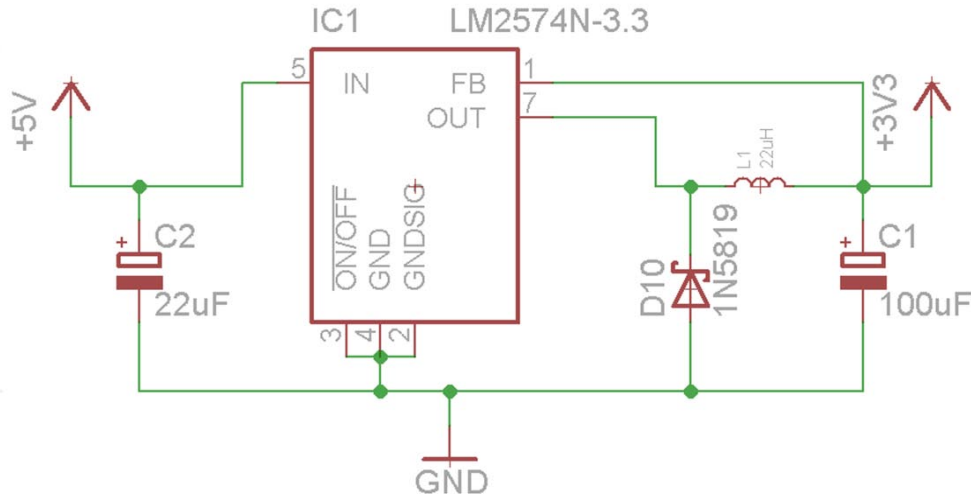 IC1
LM2574N-3.3
5
IN
FB
1
OUT
7
+5V
+3V3
L1
22uH
ON/OFF
GND
GNDSIG
3
4
2
+
C2
22uF
D10
1N5819
+
C1
100uF
GND